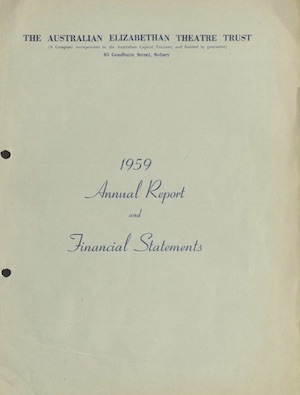 THE AUSTRALIAN ELIZABETHAN THEATRE TRUST
(A Company incorporated in the Australian Capital Territory and limited by guarantee)
85 Goulburn Street, Sydney
1959
Annual Report
and
Financial Statements